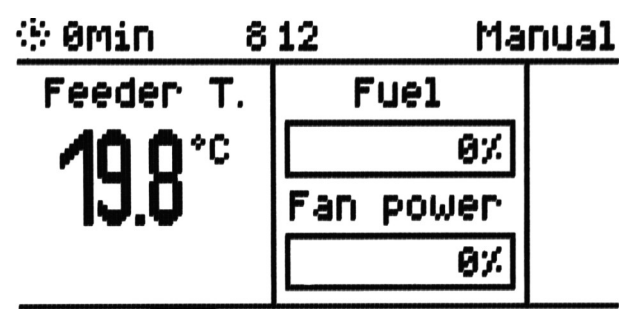 0min 8 12 Manual
Feeder T.
19.8°C
Fuel
0%
Fan power
0%